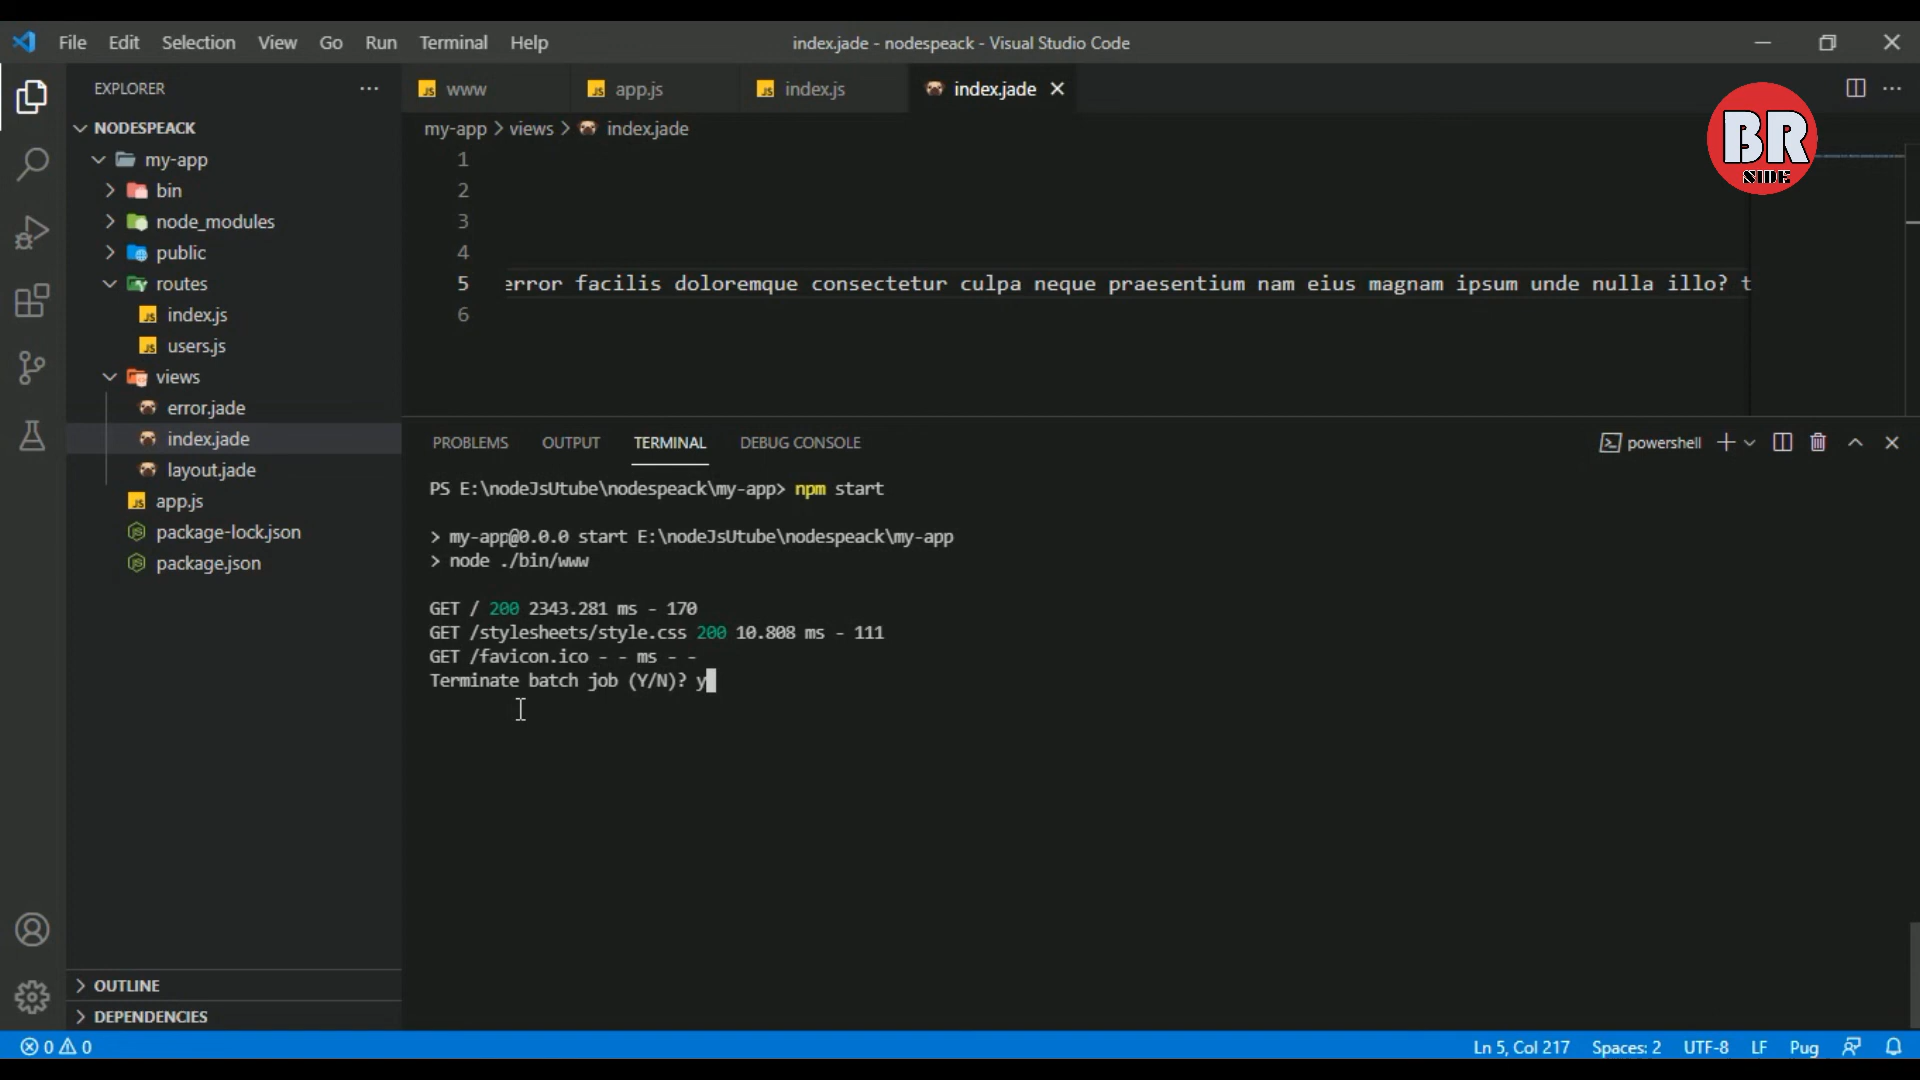 File Edit Selection View Go Run Terminal Help
index.jade - nodespeack - Visual Studio Code
EXPLORER
www
app.js
index.js
index.jade
my-app > views > index.jade
BR
SIDE
NODESPEACK
my-app
bin
node_modules
public
routes
index.js
users.js
views
error.jade
index.jade
layout.jade
app.js
package-lock.json
package.json
OUTLINE
DEPENDENCIES
1
2
3
4
5 error facilis doloremque consectetur culpa neque praesentium nam eius magnam ipsum unde nulla illo? t
6
PROBLEMS OUTPUT TERMINAL DEBUG CONSOLE
powershell
PS E:\nodeJsUtube\nodespeack\my-app> npm start
> my-app@0.0.0 start E:\nodeJsUtube\nodespeack\my-app
> node ./bin/www
GET / 200 2343.281 ms - 170
GET /stylesheets/style.css 200 10.808 ms - 111
GET /favicon.ico - - ms - -
Terminate batch job (Y/N)? y
0 0
Ln 5, Col 217 Spaces: 2 UTF-8 LF Pug